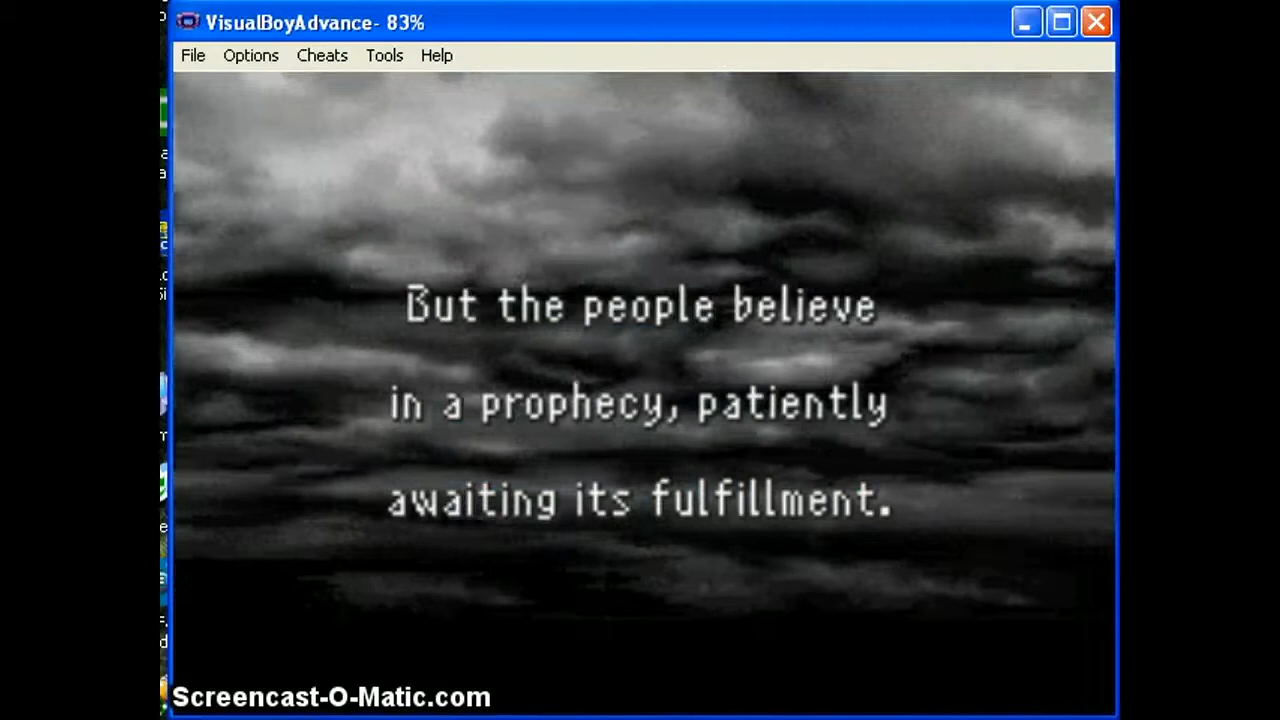 VisualBoyAdvance- 83%
File Options Cheats Tools Help
But the people believe
in a prophecy, patiently
awaiting its fulfillment.
Screencast-O-Matic.com